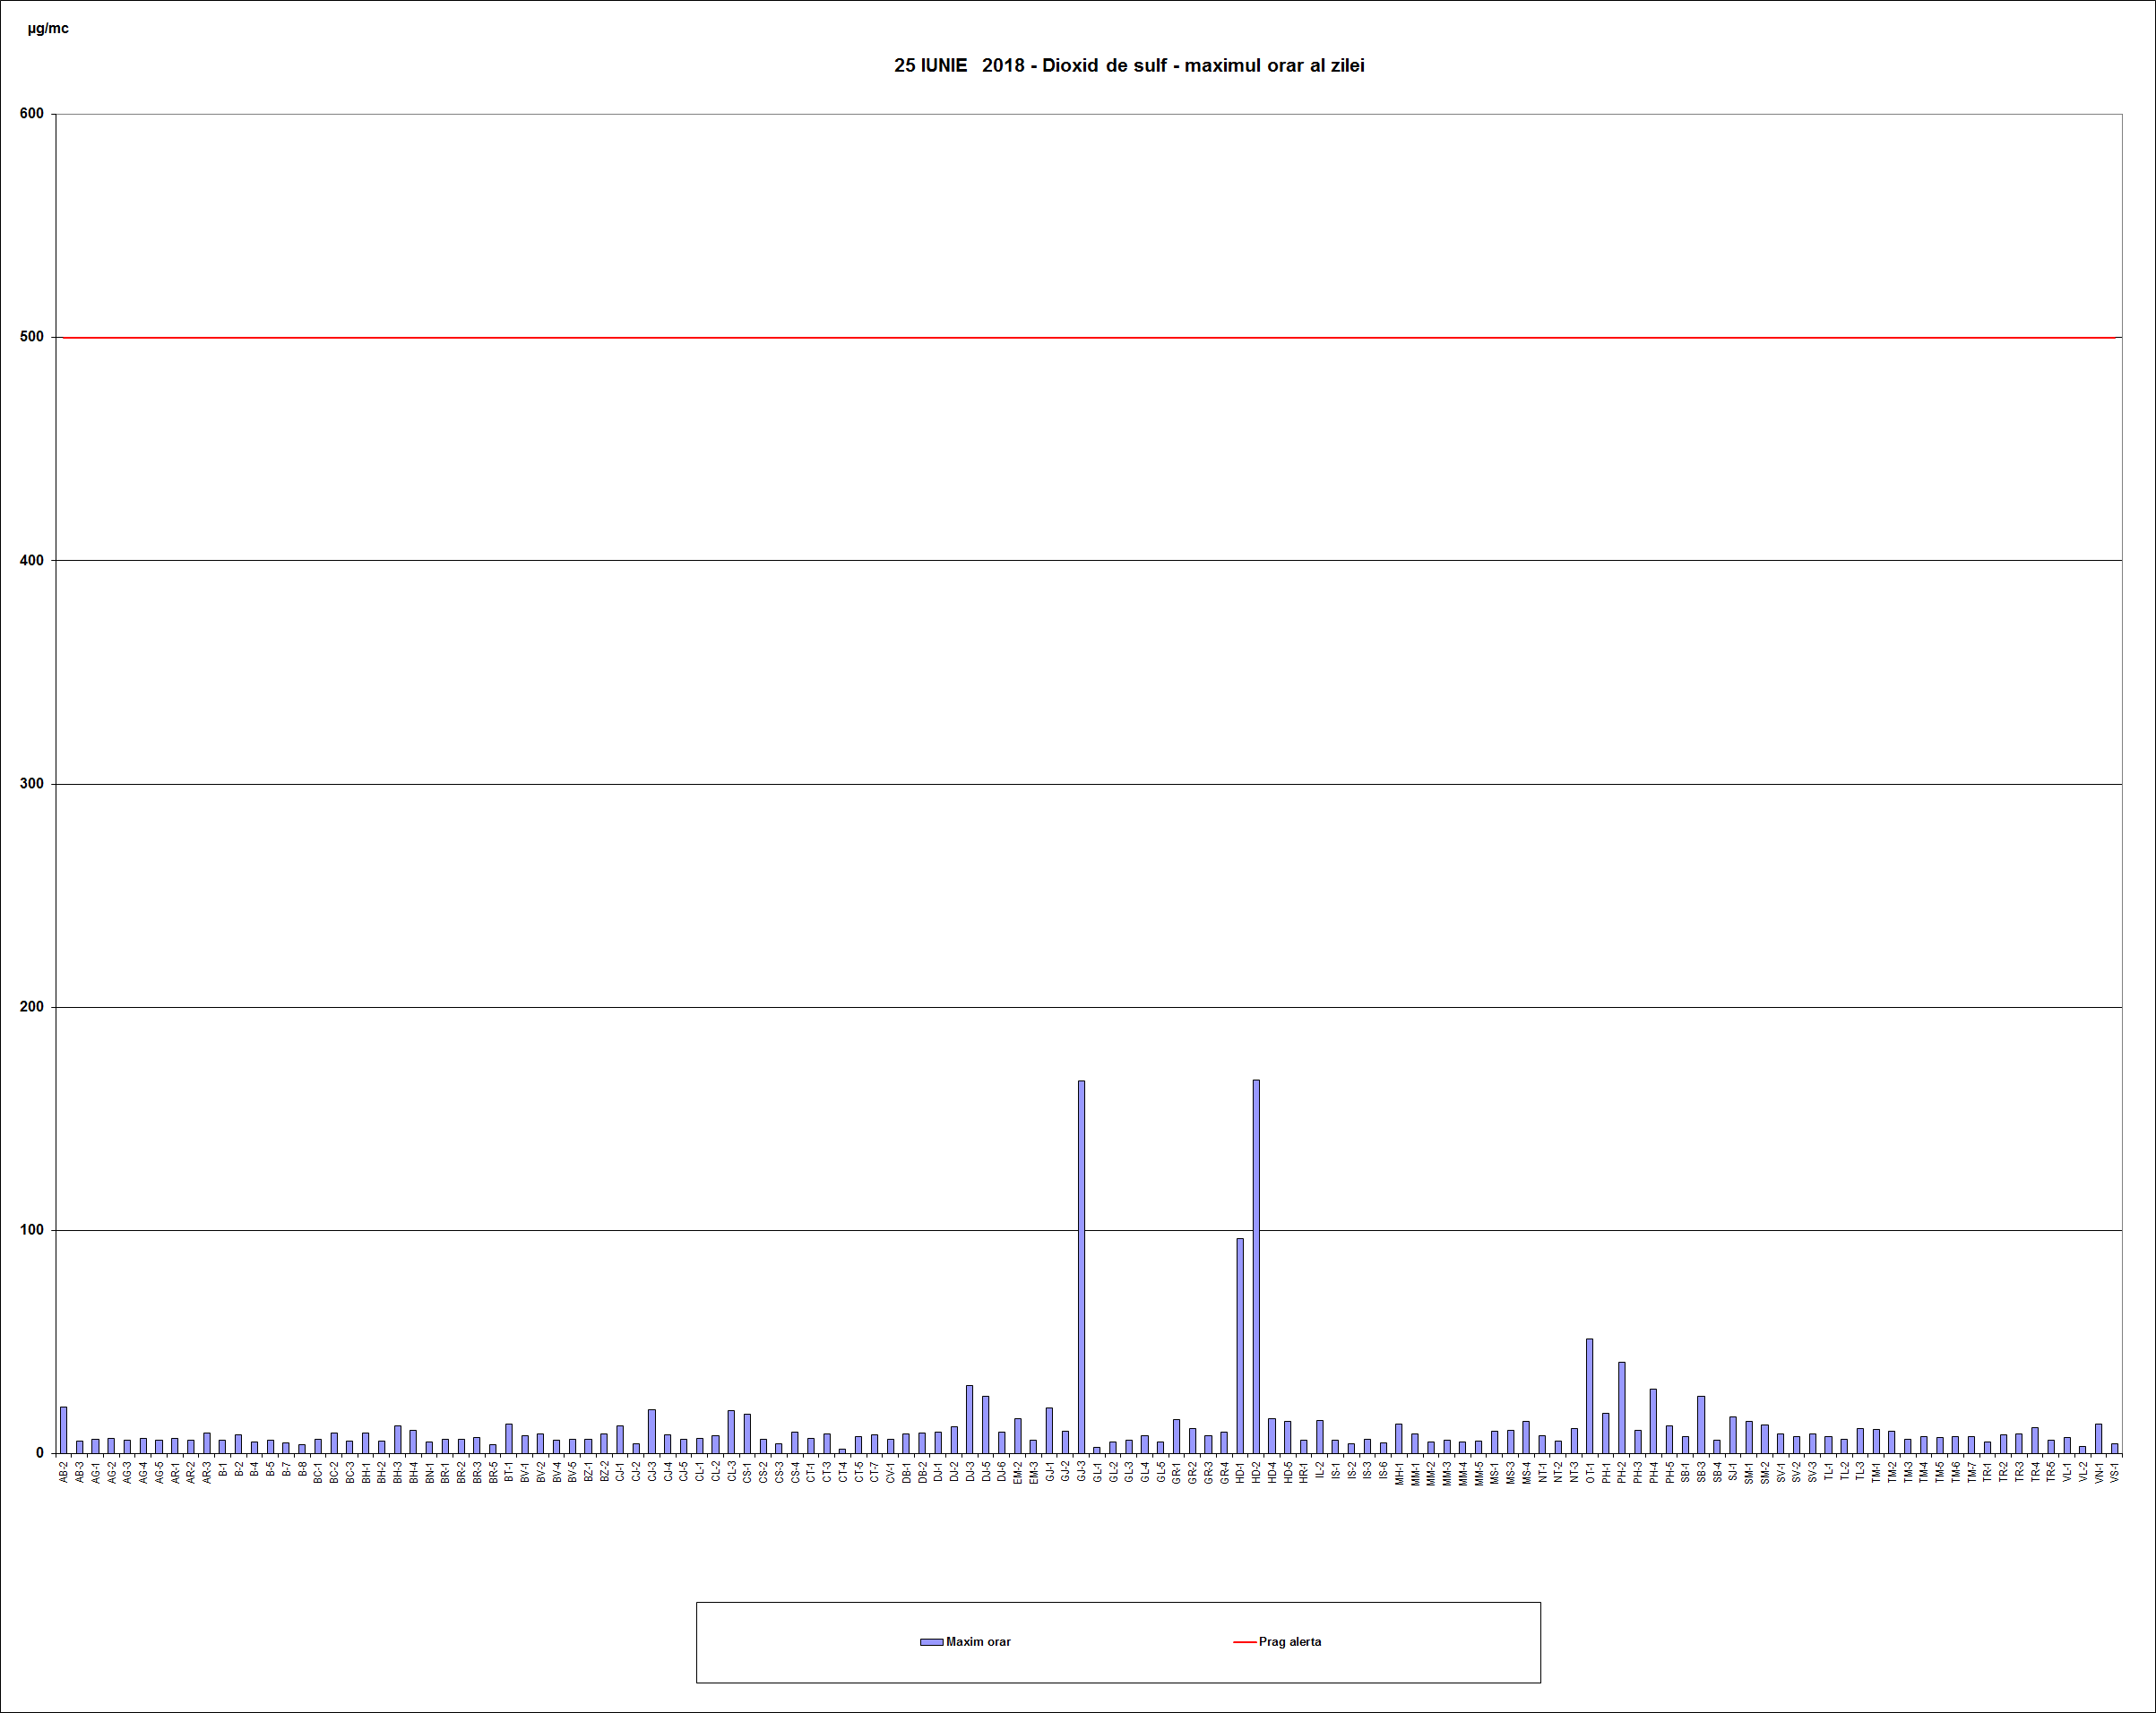 µg/mc
25 IUNIE 2018 - Dioxid de sulf - maximul orar al zilei
600
500
400
300
200
100
0
AB-2 AB-3 AG-1 AG-2 AG-3 AG-4 AG-5 AR-1 AR-2 AR-3 B-1 B-2 B-4 B-5 B-7 B-8 BC-1 BC-2 BC-3 BH-1 BH-2 BH-3 BH-4 BN-1 BR-1 BR-2 BR-3 BR-5 BT-1 BV-1 BV-2 BV-4 BV-5 BZ-1 BZ-2 CJ-1 CJ-2 CJ-3 CJ-4 CJ-5 CL-1 CL-2 CL-3 CS-1 CS-2 CS-3 CS-4 CT-1 CT-3 CT-4 CT-5 CT-7 CV-1 DB-1 DB-2 DJ-1 DJ-2 DJ-3 DJ-5 DJ-6 EM-2 EM-3 GJ-1 GJ-2 GJ-3 GL-1 GL-2 GL-3 GL-4 GL-5 GR-1 GR-2 GR-3 GR-4 HD-1 HD-2 HD-4 HD-5 HR-1 IL-2 IS-1 IS-2 IS-3 IS-6 MH-1 MM-1 MM-2 MM-3 MM-4 MM-5 MS-1 MS-3 MS-4 NT-1 NT-2 NT-3 OT-1 PH-1 PH-2 PH-3 PH-4 PH-5 SB-1 SB-3 SB-4 SJ-1 SM-1 SM-2 SV-1 SV-2 SV-3 TL-1 TL-2 TL-3 TM-1 TM-2 TM-3 TM-4 TM-5 TM-6 TM-7 TR-1 TR-2 TR-3 TR-4 TR-5 VL-1 VL-2 VN-1 VS-1
Maxim orar Prag alerta